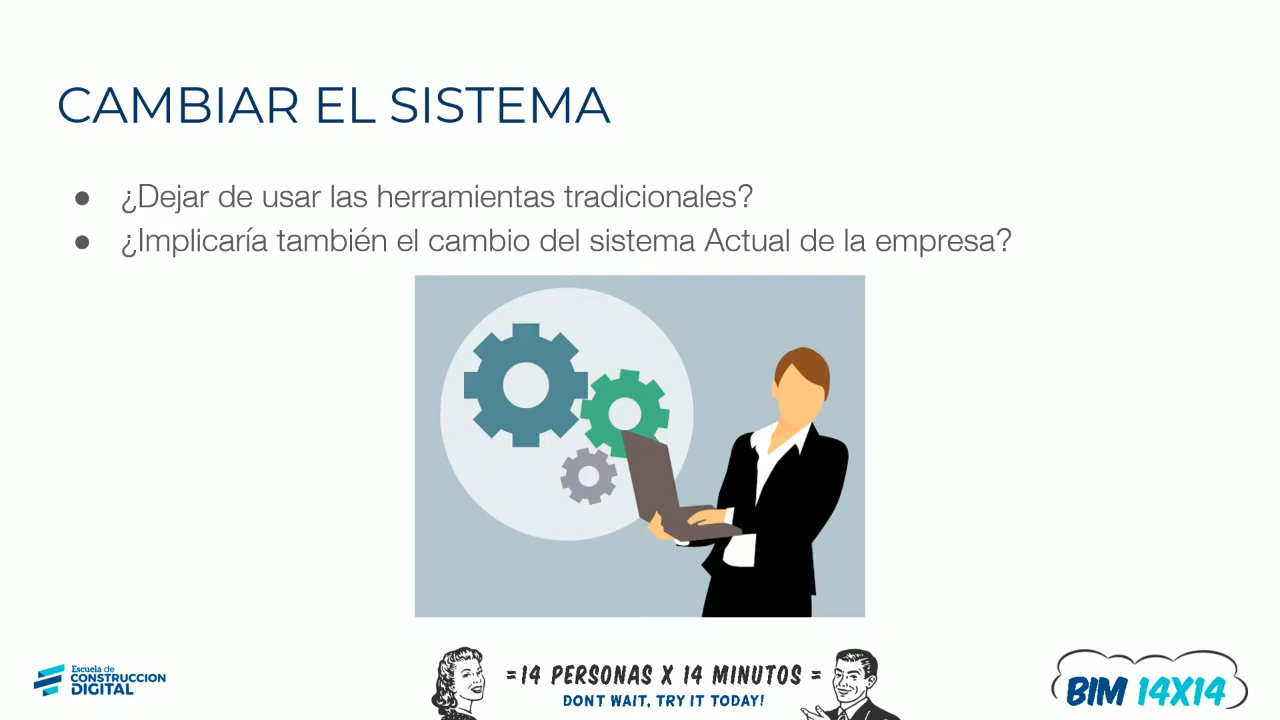 CAMBIAR EL SISTEMA
● ¿Dejar de usar las herramientas tradicionales?
● ¿Implicaría también el cambio del sistema Actual de la empresa?
Escuela de
CONSTRUCCION
DIGITAL
=14 PERSONAS X 14 MINUTOS =
DONT WAIT, TRY IT TODAY!
BIM 14X14